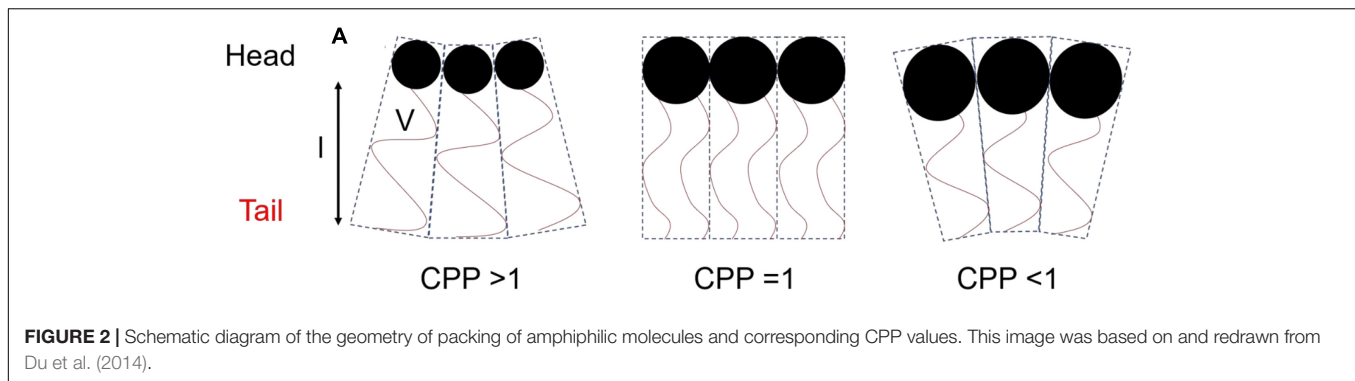 A
Head
V
l
Tail
CPP >1
CPP =1
CPP <1
FIGURE 2 | Schematic diagram of the geometry of packing of amphiphilic molecules and corresponding CPP values. This image was based on and redrawn from
Du et al. (2014).